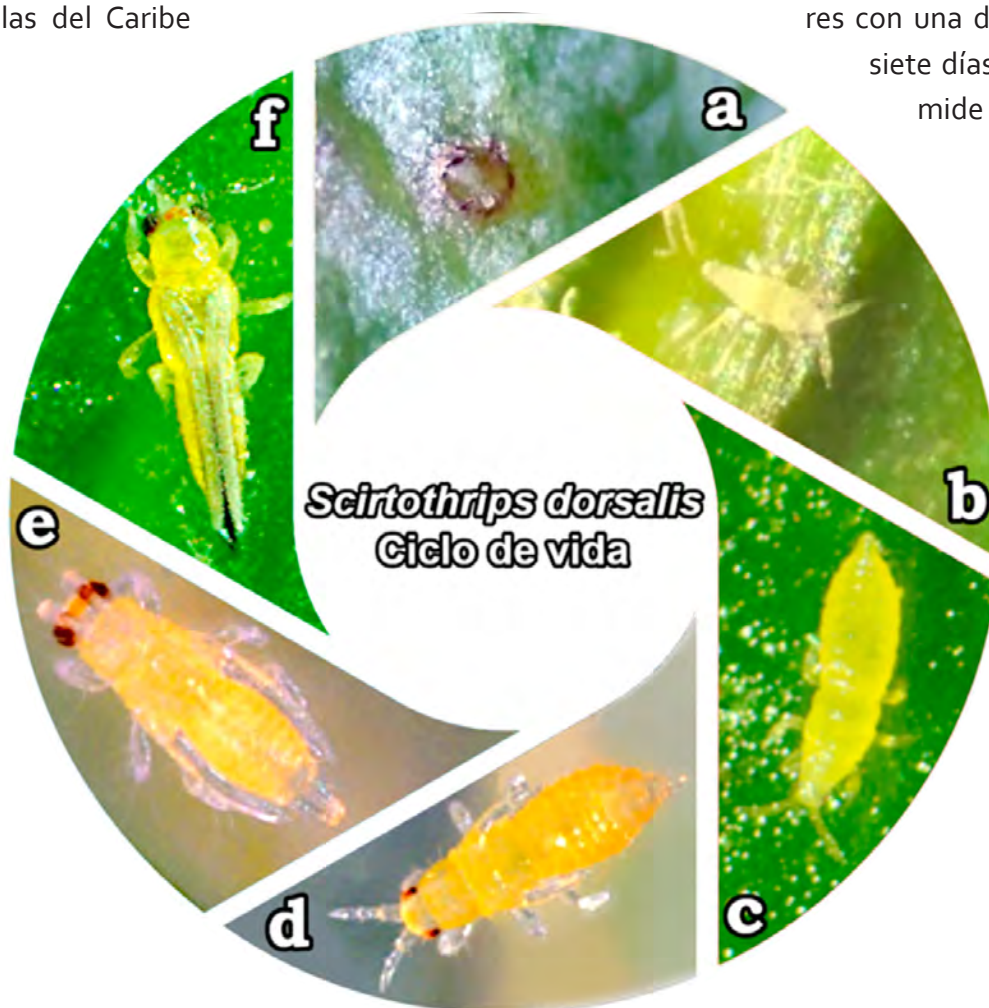 las del Caribe
res con una d
siete días
mide
a
b
c
d
e
f
Scirtothrips dorsalis
Ciclo de vida